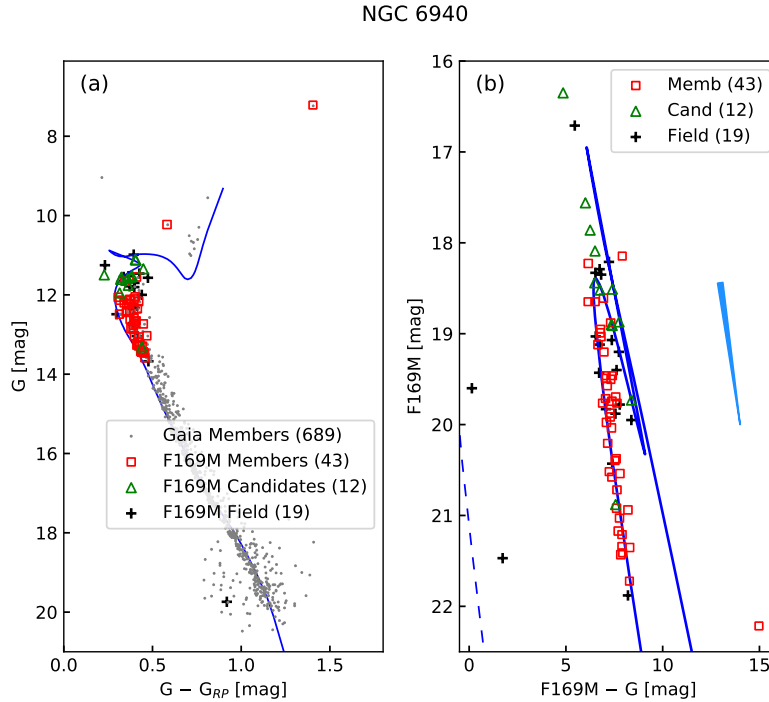 NGC 6940
(a)
8
10
12
14
16
18
20
G [mag]
Gaia Members (689)
F169M Members (43)
F169M Candidates (12)
F169M Field (19)
0.0 0.5 1.0 1.5
G − G_RP [mag]
(b)
Memb (43)
Cand (12)
Field (19)
16
17
18
19
20
21
22
F169M [mag]
0 5 10 15
F169M − G [mag]